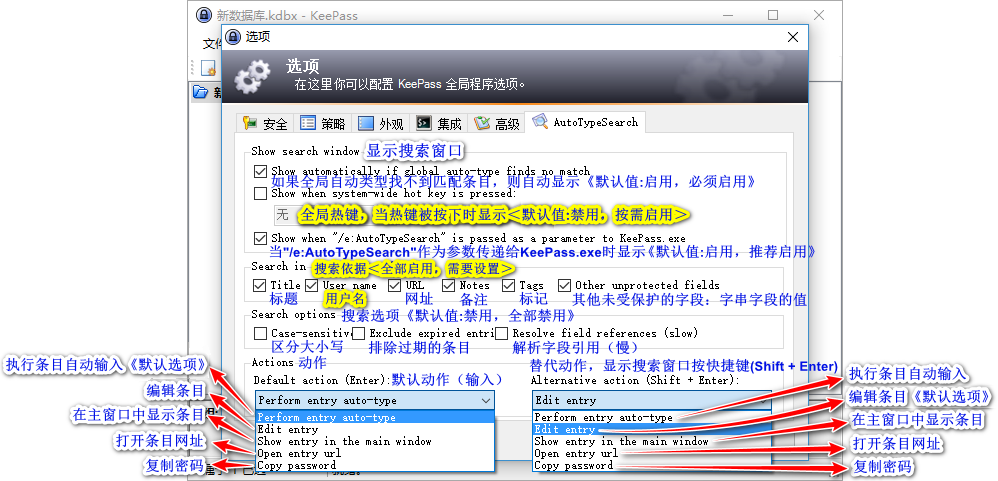 新数据库.kdbx - KeePass
选项
文件
选项
在这里你可以配置 KeePass 全局程序选项。
安全 策略 外观 集成 高级 AutoTypeSearch
Show search window 显示搜索窗口
Show automatically if global auto-type finds no match
如果全局自动类型找不到匹配条目，则自动显示《默认值:启用，必须启用》
Show when system-wide hot key is pressed:
无 全局热键，当热键被按下时显示＜默认值:禁用，按需启用＞
Show when "/e:AutoTypeSearch" is passed as a parameter to KeePass.exe
当"/e:AutoTypeSearch"作为参数传递给KeePass.exe时显示《默认值:启用，推荐启用》
Search in 搜索依据＜全部启用，需要设置＞
Title User name URL Notes Tags Other unprotected fields
标题 用户名 网址 备注 标记 其他未受保护的字段：字串字段的值
Search options 搜索选项《默认值:禁用，全部禁用》
Case-sensitive Exclude expired entri Resolve field references (slow)
区分大小写 排除过期的条目 解析字段引用（慢）
Actions 动作 替代动作，显示搜索窗口按快捷键(Shift + Enter)
Default action (Enter): 默认动作（输入） Alternative action (Shift + Enter):
执行条目自动输入《默认选项》 Perform entry auto-type Edit entry 执行条目自动输入
编辑条目 Perform entry auto-type Perform entry auto-type 编辑条目《默认选项》
在主窗口中显示条目 Edit entry Edit entry 在主窗口中显示条目
打开条目网址 Show entry in the main window Show entry in the main window 打开条目网址
Open entry url Open entry url
复制密码 Copy password Copy password 复制密码